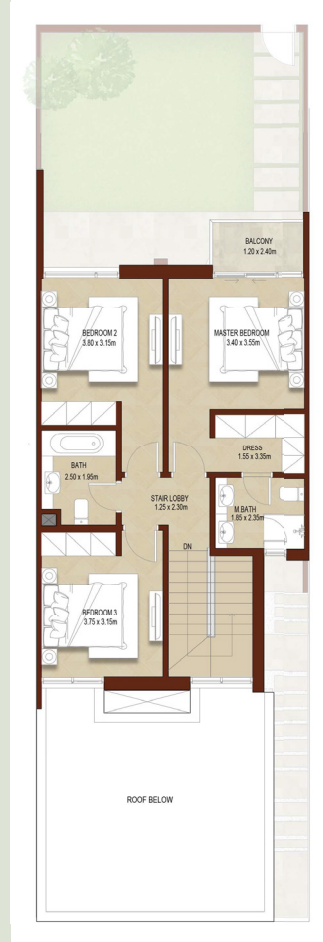 BALCONY
1.20 x 2.40m
BEDROOM 2
3.80 x 3.15m
MASTER BEDROOM
3.40 x 3.55m
DRESS
1.55 x 3.35m
BATH
2.50 x 1.95m
STAIR LOBBY
1.25 x 2.30m
M.BATH
1.85 x 2.35m
DN
BEDROOM 3
3.75 x 3.15m
ROOF BELOW